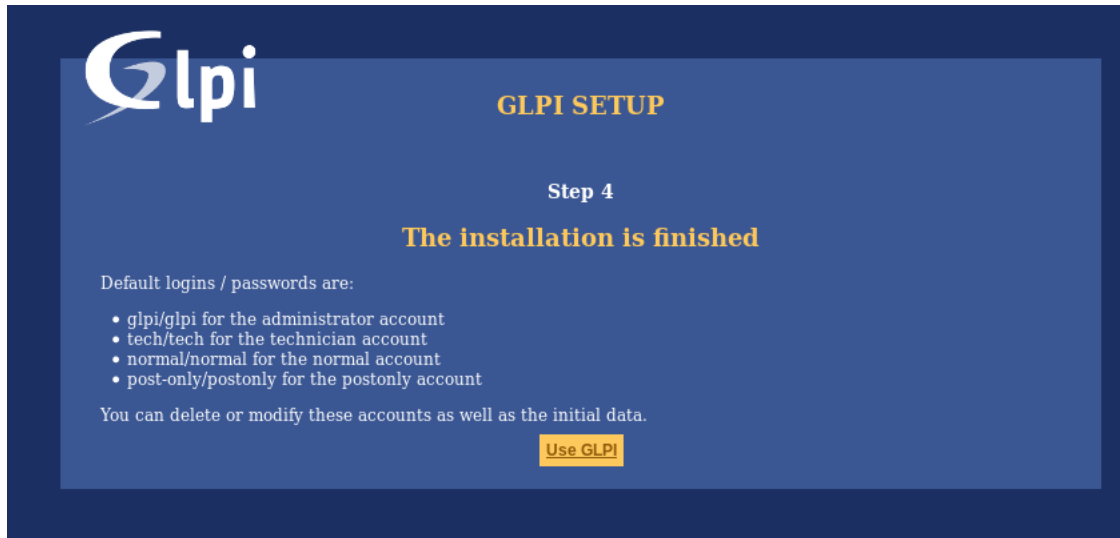 Glpi
GLPI SETUP
Step 4
The installation is finished
Default logins / passwords are:
• glpi/glpi for the administrator account
• tech/tech for the technician account
• normal/normal for the normal account
• post-only/postonly for the postonly account
You can delete or modify these accounts as well as the initial data.
Use GLPI